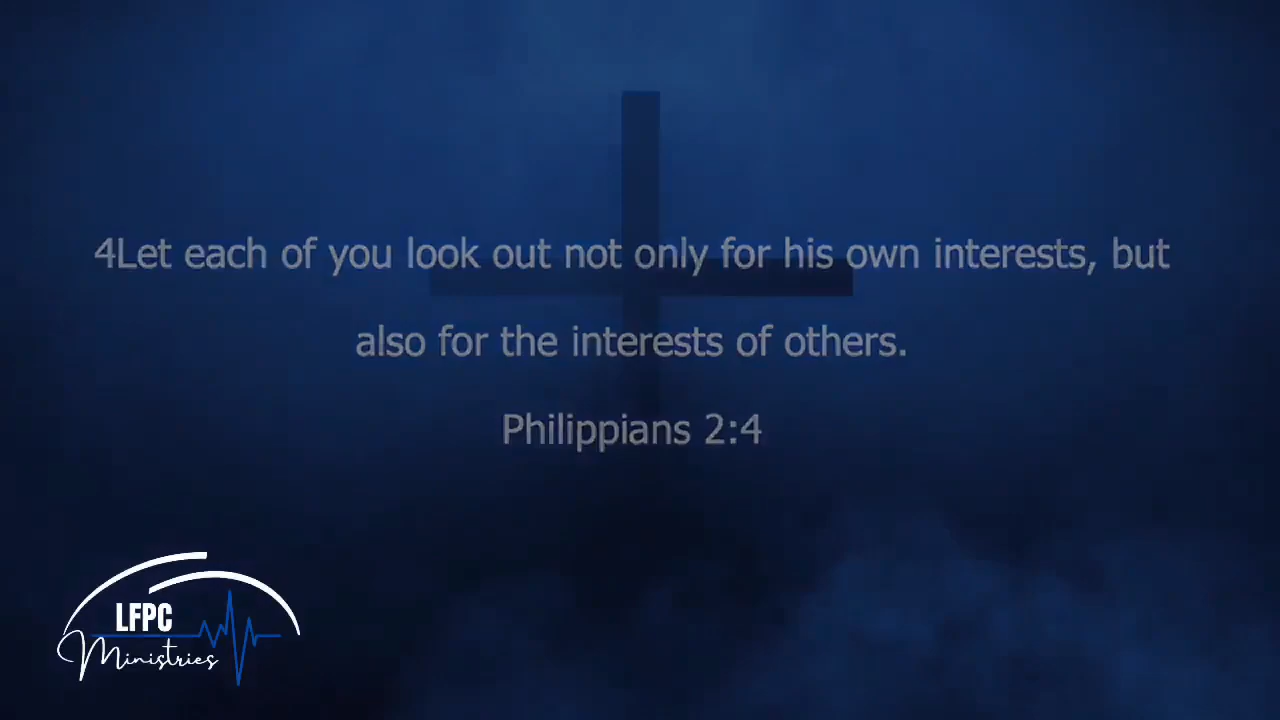 4Let each of you look out not only for his own interests, but
also for the interests of others.
Philippians 2:4
LFPC
Ministries